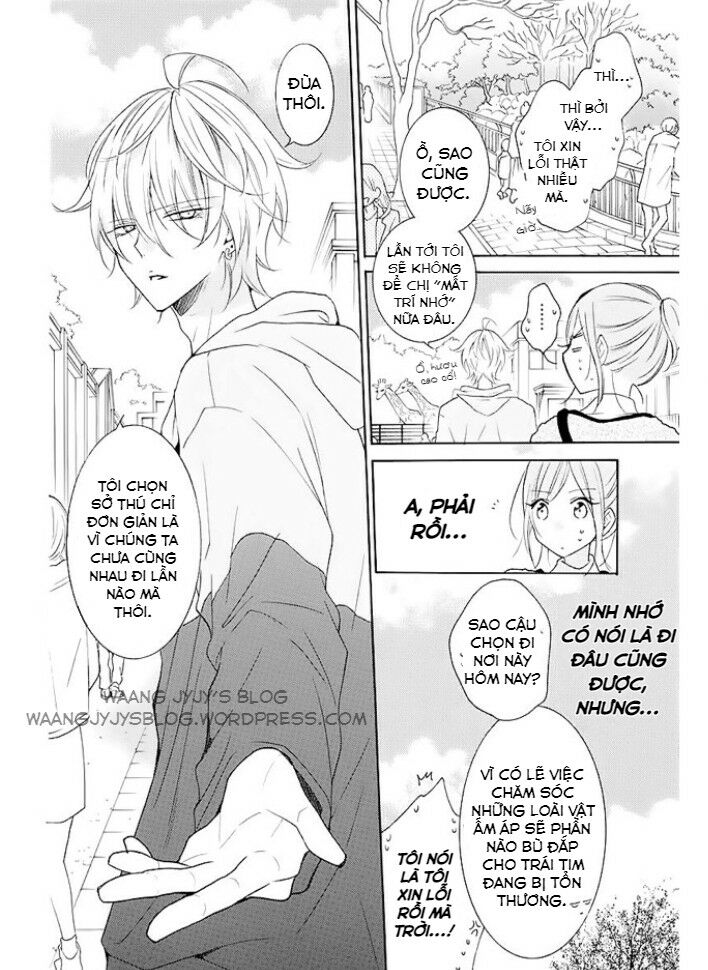 THÌ...
THÌ BỞI
VẬY...
TÔI XIN
LỖI THẬT
NHIỀU
MÀ.
Nãy
Giờ...
Ồ, SAO
CŨNG
ĐƯỢC.
LẦN TỚI TÔI
SẼ KHÔNG
ĐỂ CHỊ "MẤT
TRÍ NHỚ"
NỮA ĐÂU.
Ồ, hươu
cao cổ!
A, PHẢI
RỒI...
MÌNH NHỚ
CÓ NÓI LÀ ĐI
ĐÂU CŨNG
ĐƯỢC,
NHƯNG...
SAO CẬU
CHỌN ĐI
NƠI NÀY
HÔM NAY?
VÌ CÓ LẼ VIỆC
CHĂM SÓC
NHỮNG LOÀI VẬT
ẤM ÁP SẼ PHẦN
NÀO BÙ ĐẮP
CHO TRÁI TIM
ĐANG BỊ TỔN
THƯƠNG.
TÔI NÓI
LÀ TÔI
XIN LỖI
RỒI MÀ
TRỜI...!
ĐÙA
THÔI.
TÔI CHỌN
SỞ THÚ CHỈ
ĐƠN GIẢN LÀ
VÌ CHÚNG TA
CHƯA CÙNG
NHAU ĐI LẦN
NÀO MÀ
THÔI.
WAANG JYJY'S BLOG
WAANGJYJYSBLOG.WORDPRESS.COM